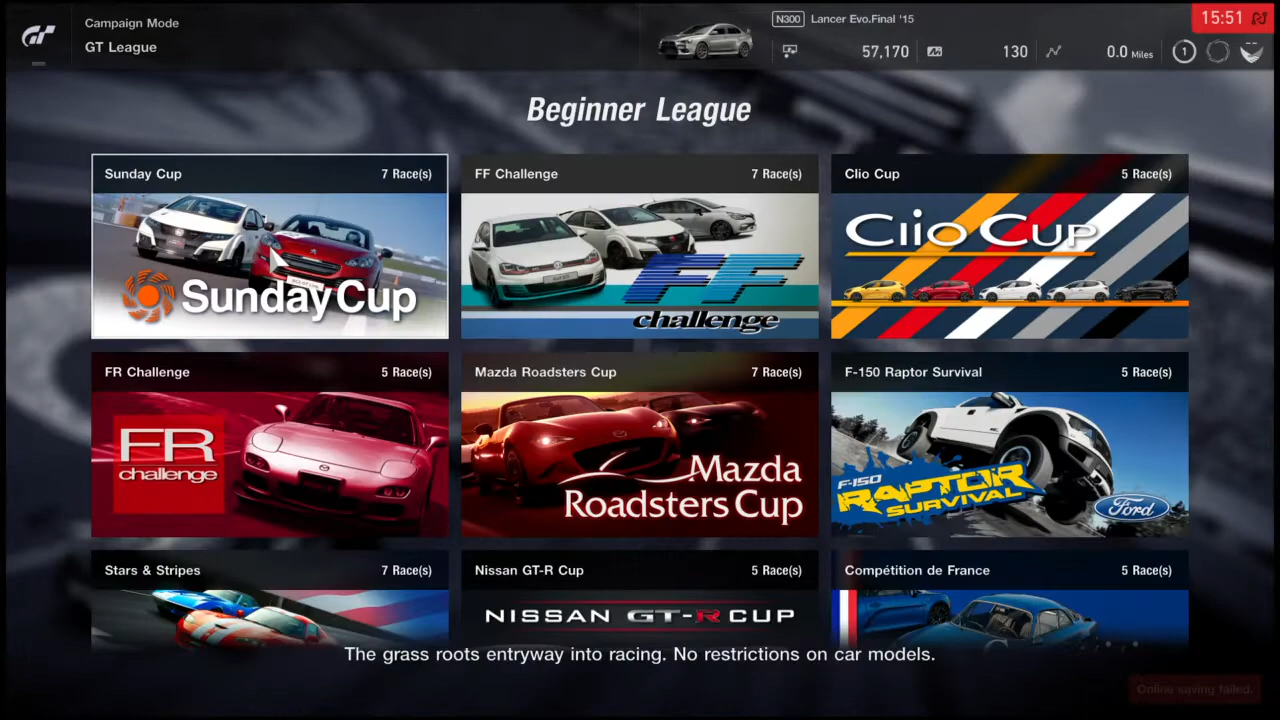 Campaign Mode
GT League
N300 Lancer Evo.Final '15
57,170
130
0.0 Miles
1
15:51
Beginner League
Sunday Cup 7 Race(s)
Sunday Cup
FF Challenge 7 Race(s)
FF
challenge
Clio Cup 5 Race(s)
Clio Cup
FR Challenge 5 Race(s)
FR
challenge
Mazda Roadsters Cup 7 Race(s)
Mazda
Roadsters Cup
F-150 Raptor Survival 5 Race(s)
F-150
RAPTOR
SURVIVAL
Ford
Stars & Stripes 7 Race(s)
Nissan GT-R Cup 5 Race(s)
NISSAN GT-R CUP
Compétition de France 5 Race(s)
The grass roots entryway into racing. No restrictions on car models.
Online saving failed.